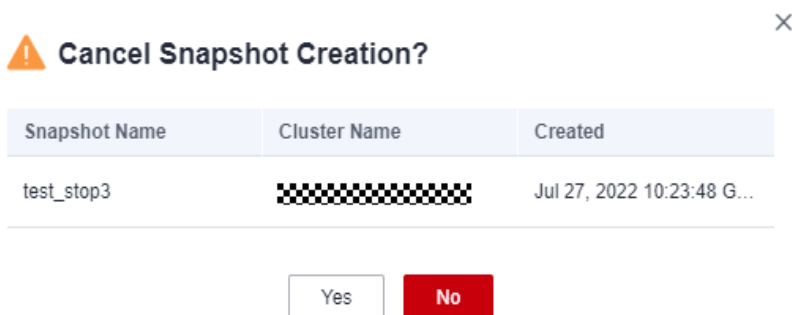 Cancel Snapshot Creation?
Snapshot Name Cluster Name Created
test_stop3 Jul 27, 2022 10:23:48 G...
Yes No